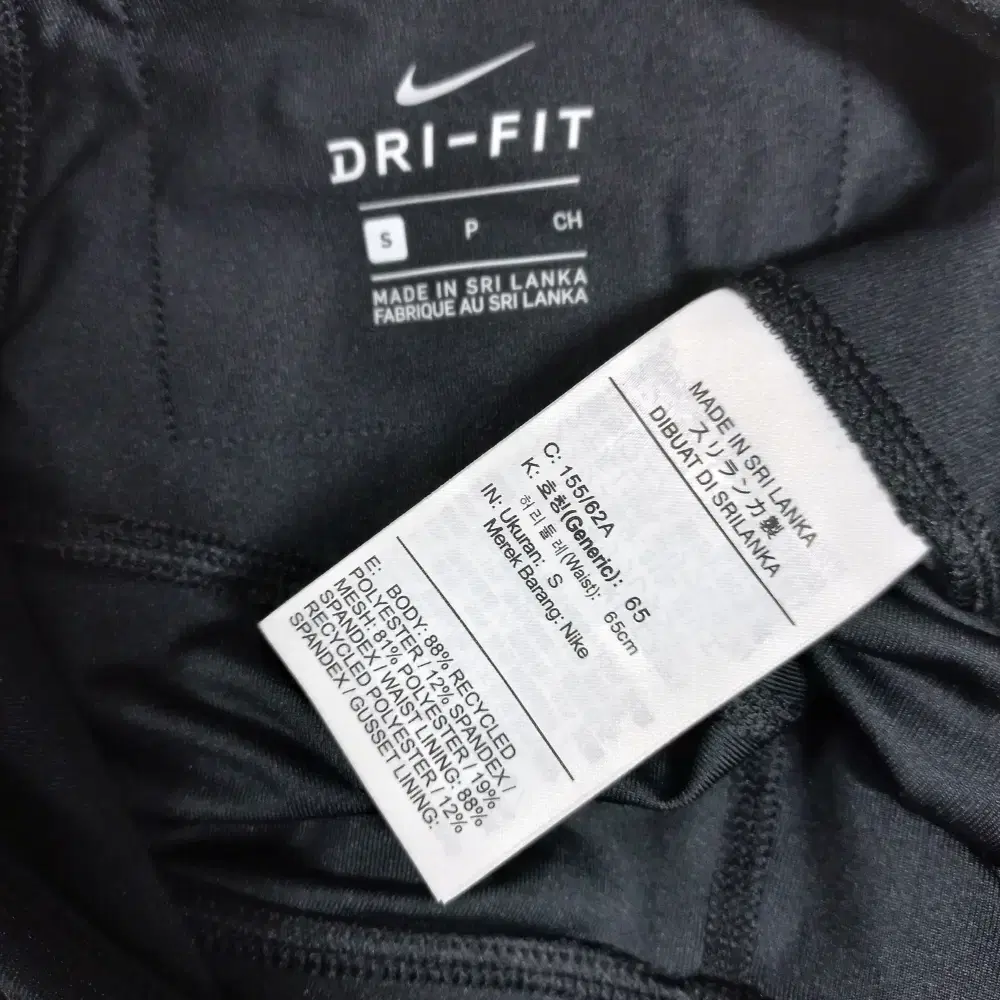 DRI-FIT
S P CH
MADE IN SRI LANKA
FABRIQUE AU SRI LANKA
MADE IN SRI LANKA
スリランカ製
DIBUAT DI SRILANKA
C: 155/62A
K: 호칭(Generic): 65
허리둘레(Waist): 65cm
IN: Ukuran: S
Merek Barang: Nike
E: BODY: 88% RECYCLED
POLYESTER / 12% SPANDEX /
MESH: 81% POLYESTER / 19%
SPANDEX / WAIST LINING: 88%
RECYCLED POLYESTER / 12%
SPANDEX / GUSSET LINING: